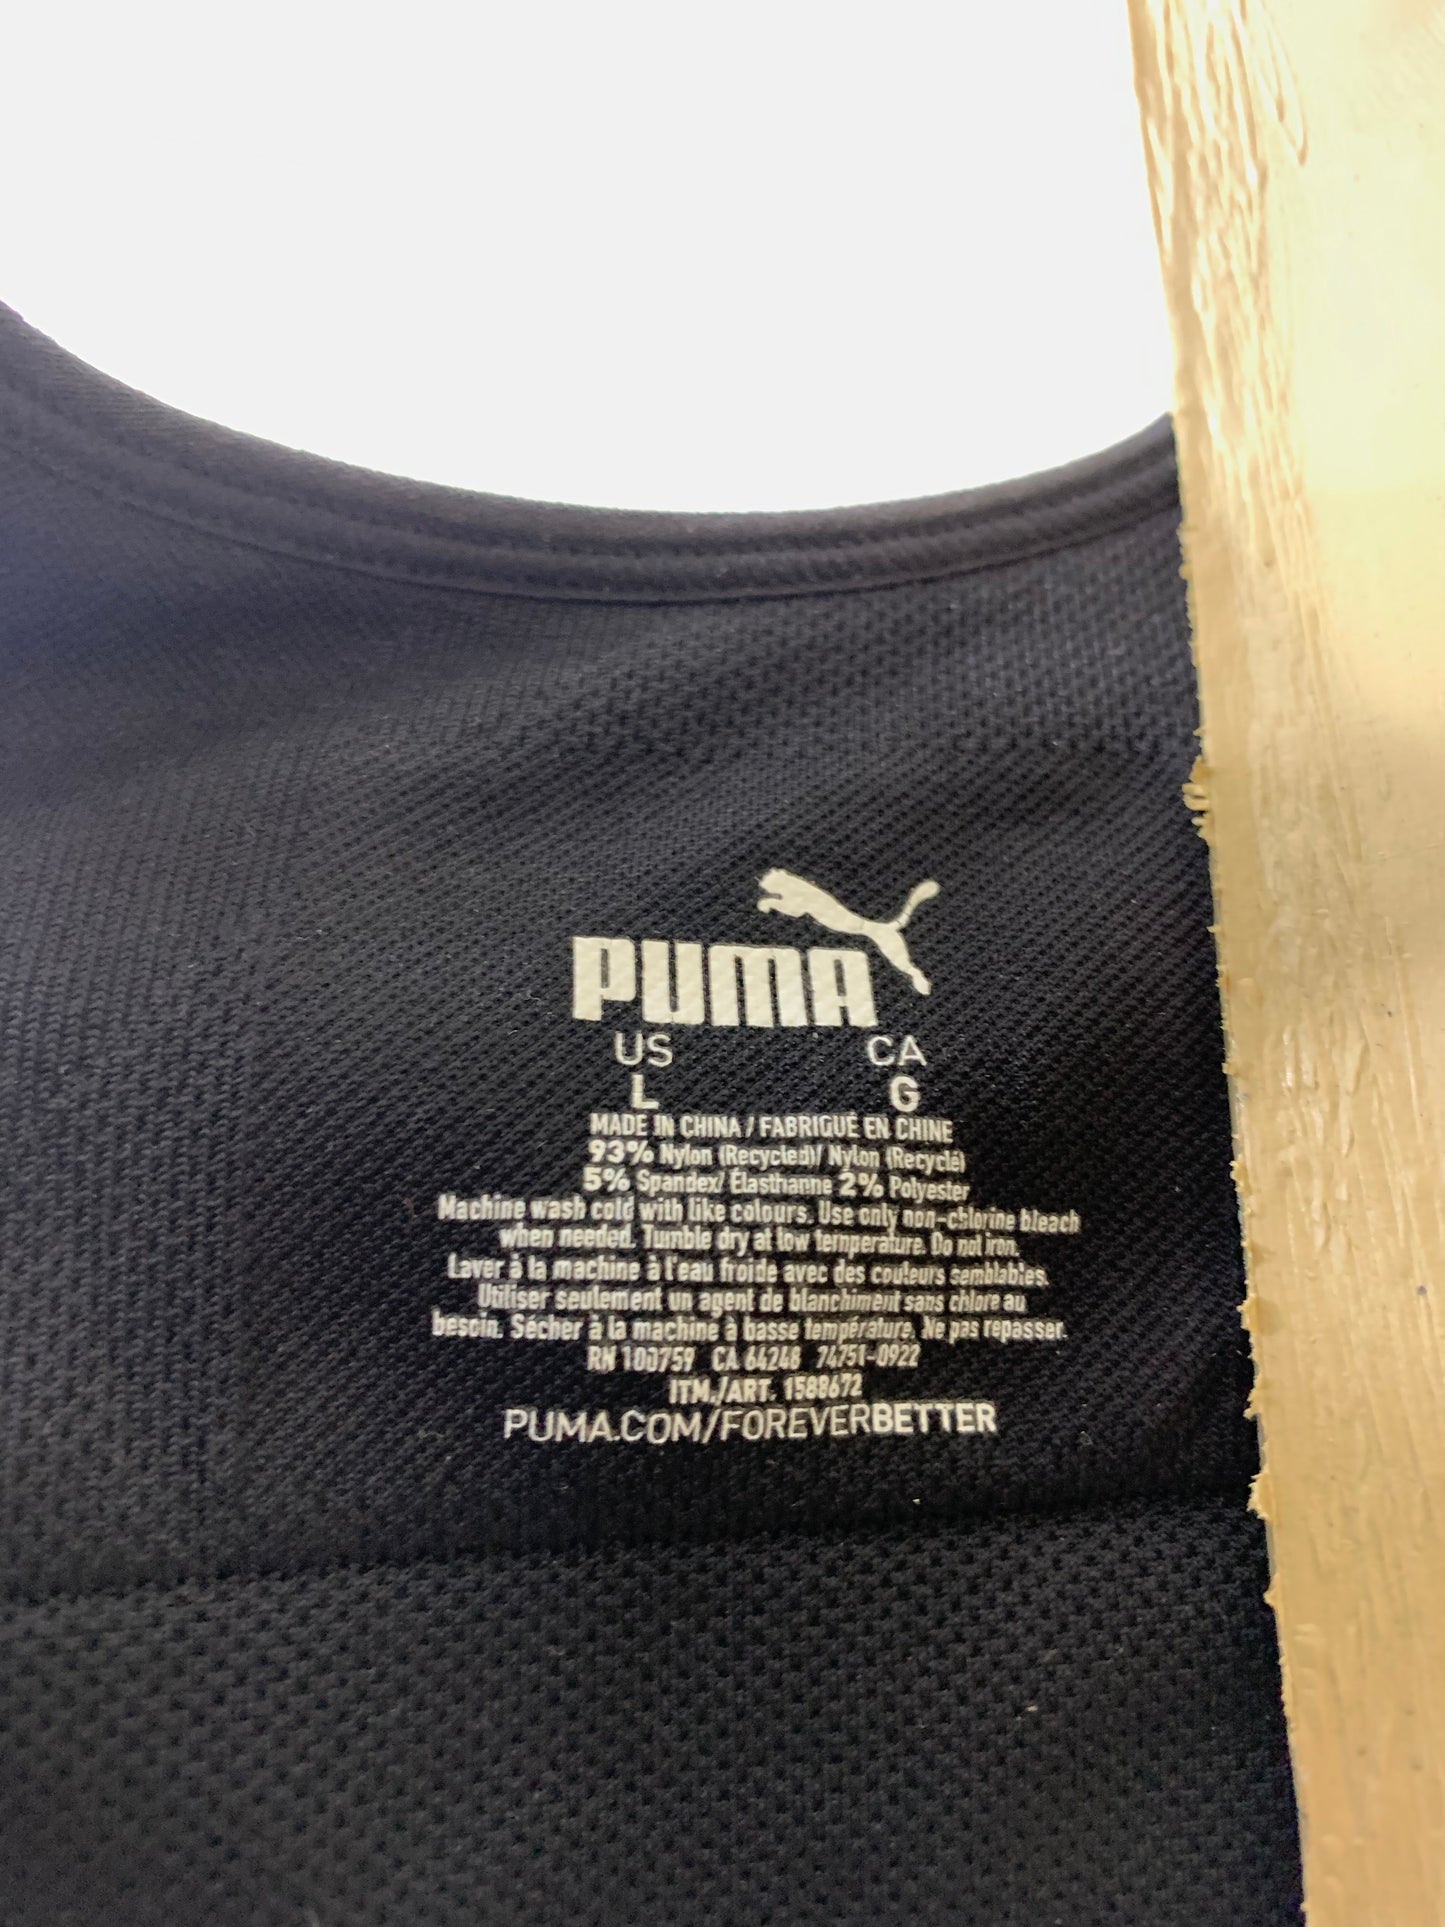 PUMA
US CA
L G
MADE IN CHINA / FABRIQUÉ EN CHINE
93% Nylon (Recycled)/ Nylon (Recyclé)
5% Spandex/ Élasthanne 2% Polyester
Machine wash cold with like colours. Use only non-chlorine bleach
when needed. Tumble dry at low temperature. Do not iron.
Laver à la machine à l'eau froide avec des couleurs semblables.
Utiliser seulement un agent de blanchiment sans chlore au
besoin. Sécher à la machine à basse température. Ne pas repasser.
RN 100759 CA 64248 74751-0922
ITM./ART. 1588672
PUMA.COM/FOREVERBETTER